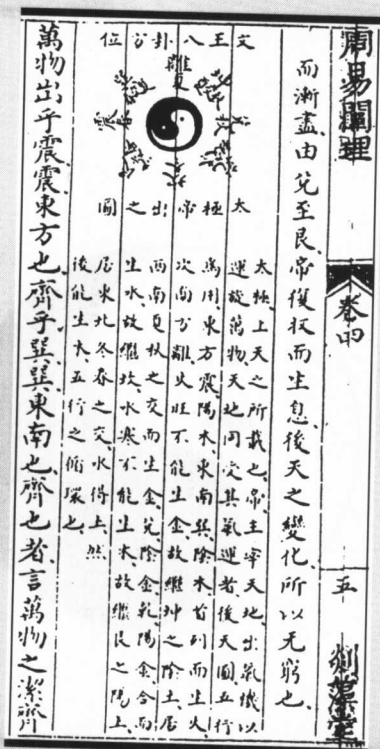 周易闡理
卷四
五
而漸盡由兌至艮帝復投而生息後天之變化所以无窮也
文王八卦方位
太極帝出之圖
太極上天之所載也帝主宰天地出氣機以
運旋萬物天地同受其氣運者後天圖五行
為用東方震陽木東南巽陰木首列而生火
次南方離火旺不能生金故繼坤之陰土居
西南夏秋之交而生金兌陰金乾陽金合而
生水故繼坎水寒不能生木故繼艮之陽土
居東北冬春之交水得土然
後能生木五行之循環也
萬物出乎震震東方也齊乎巽巽東南也齊也者言萬物之潔齊